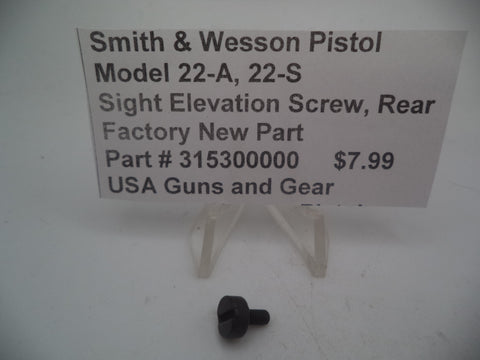 Smith & Wesson Pistol
Model 22-A, 22-S
Sight Elevation Screw, Rear
Factory New Part
Part # 315300000 $7.99
USA Guns and Gear